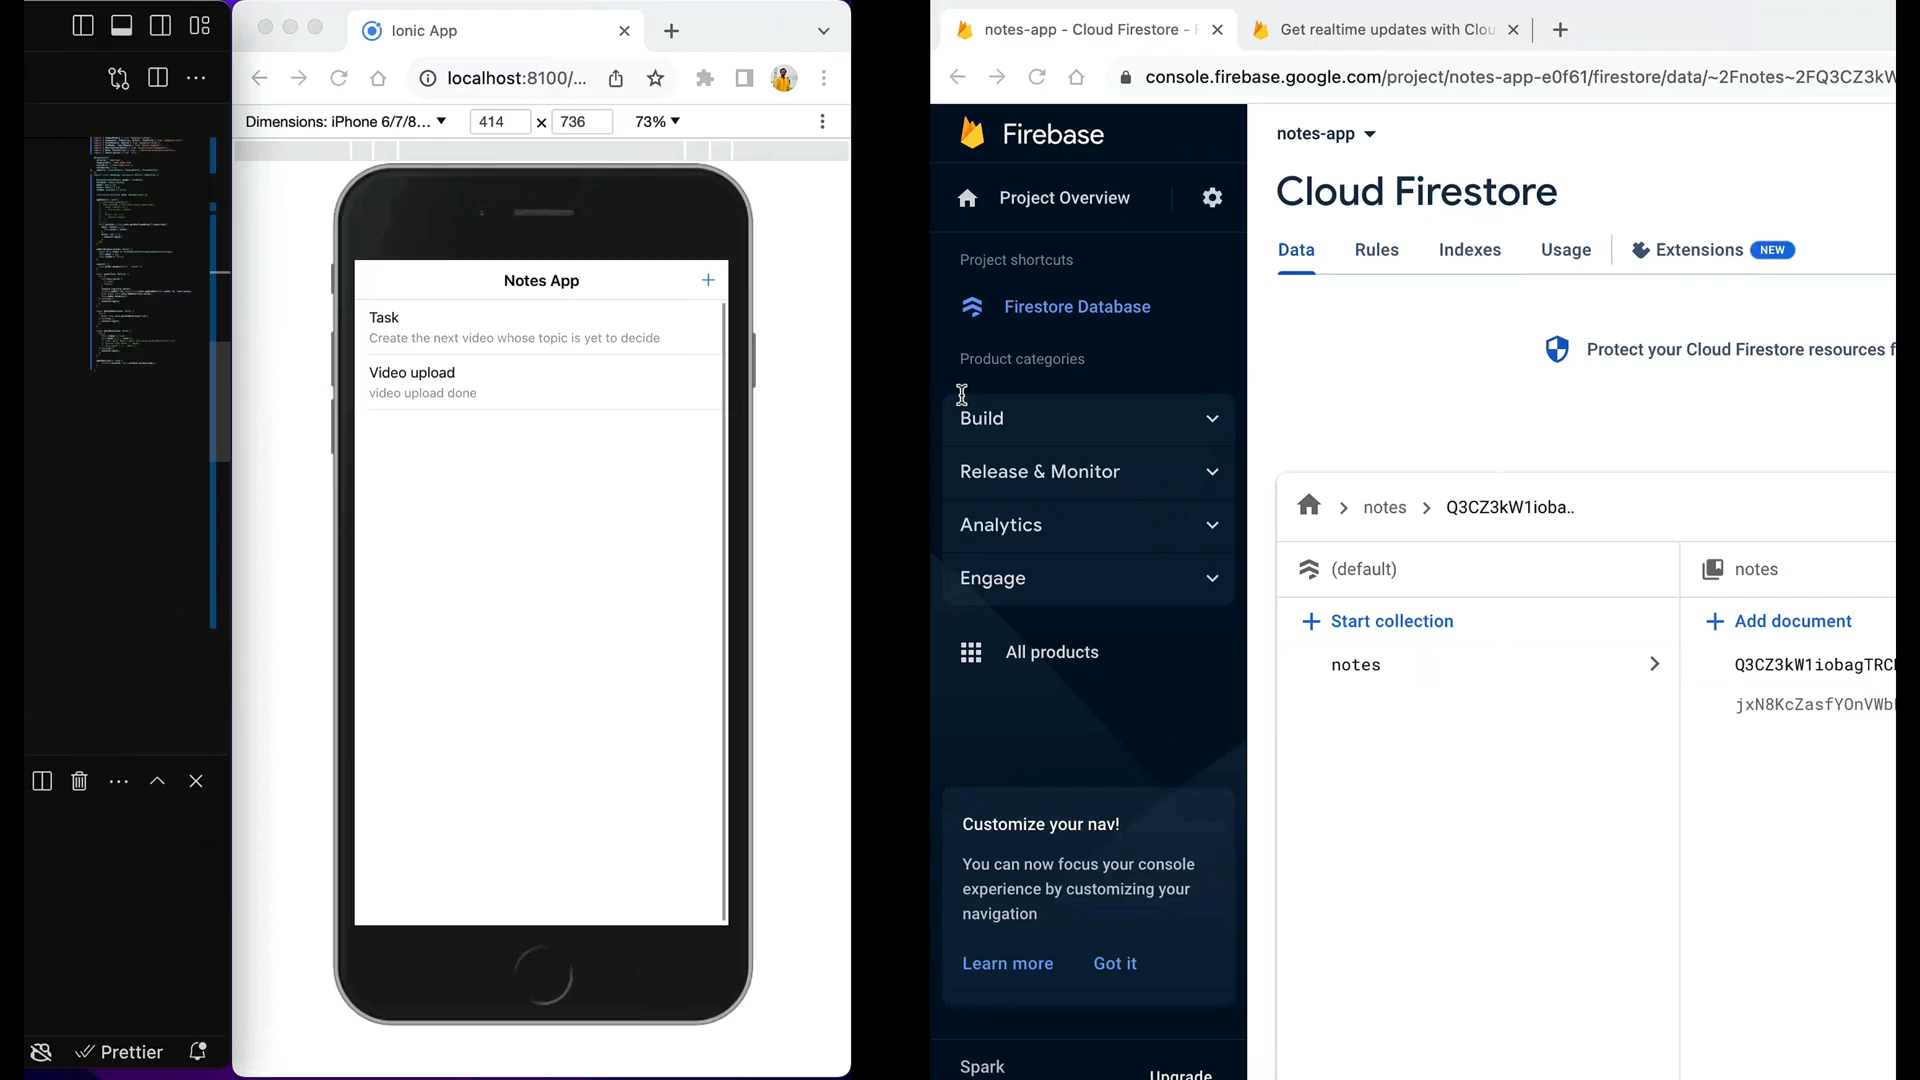 Ionic App
localhost:8100/...
Dimensions: iPhone 6/7/8... 414 × 736 73%
Notes App
Task
Create the next video whose topic is yet to decide
Video upload
video upload done
Prettier
notes-app - Cloud Firestore -
Get realtime updates with Clou
console.firebase.google.com/project/notes-app-e0f61/firestore/data/~2Fnotes~2FQ3CZ3kW
Firebase
Project Overview
Project shortcuts
Firestore Database
Product categories
Build
Release & Monitor
Analytics
Engage
All products
Customize your nav!
You can now focus your console
experience by customizing your
navigation
Learn more Got it
Spark
Upgrade
notes-app
Cloud Firestore
Data Rules Indexes Usage Extensions NEW
Protect your Cloud Firestore resources f
notes Q3CZ3kW1ioba..
(default)
notes
Start collection
Add document
notes
Q3CZ3kW1iobagTRC
jxN8KcZasfYOnVWb